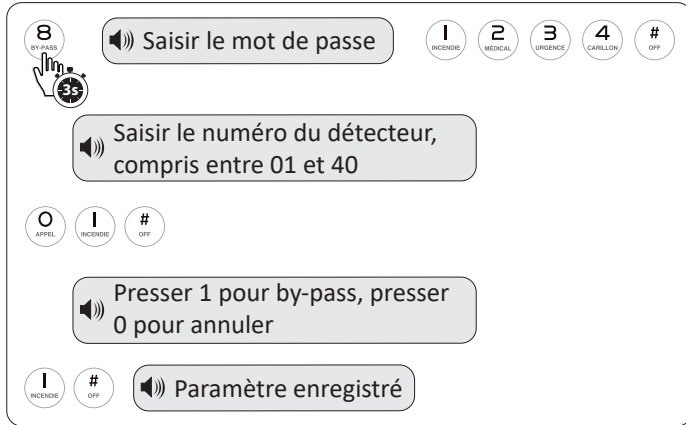 8
BY-PASS
3s
Saisir le mot de passe
1 2 3 4 #
INCENDIE MÉDICAL URGENCE CARILLON OFF
Saisir le numéro du détecteur,
compris entre 01 et 40
0 1 #
APPEL INCENDIE OFF
Presser 1 pour by-pass, presser
0 pour annuler
1 #
INCENDIE OFF
Paramètre enregistré